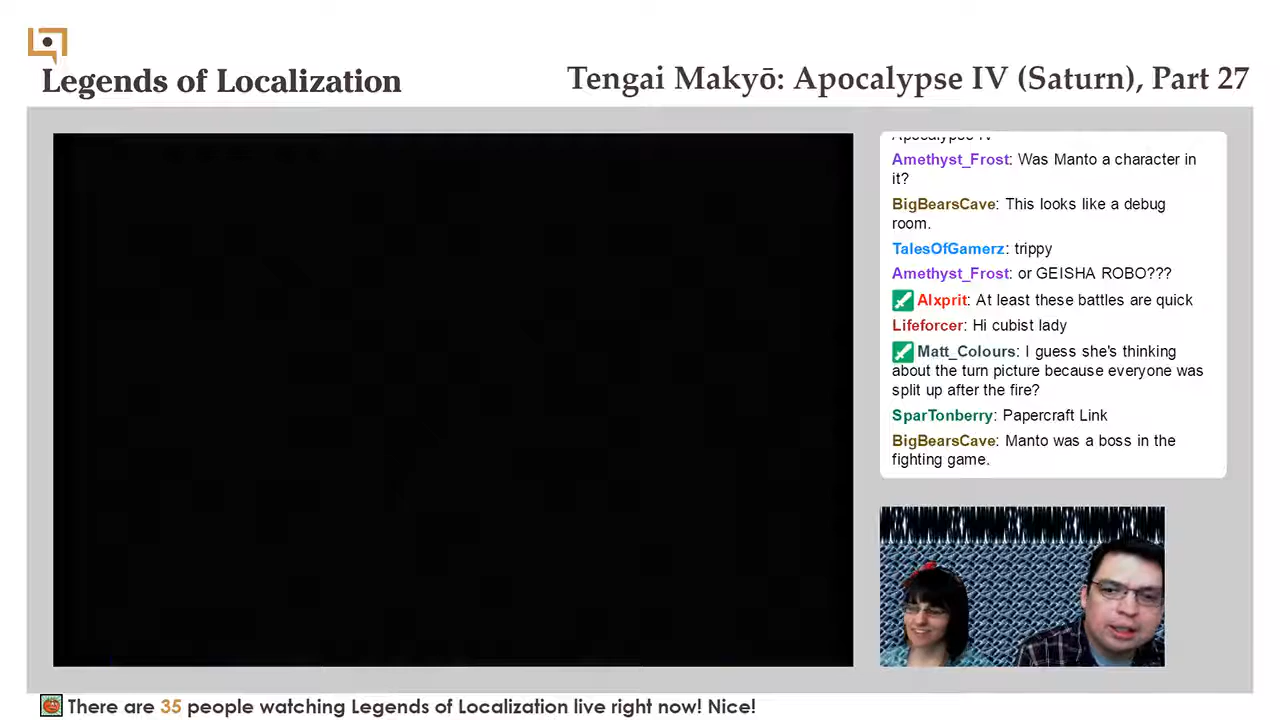 Legends of Localization
Tengai Makyō: Apocalypse IV (Saturn), Part 27
Apocalypse IV
Amethyst_Frost: Was Manto a character in
it?
BigBearsCave: This looks like a debug
room.
TalesOfGamerz: trippy
Amethyst_Frost: or GEISHA ROBO???
Alxprit: At least these battles are quick
Lifeforcer: Hi cubist lady
Matt_Colours: I guess she's thinking
about the turn picture because everyone was
split up after the fire?
SparTonberry: Papercraft Link
BigBearsCave: Manto was a boss in the
fighting game.
There are 35 people watching Legends of Localization live right now! Nice!